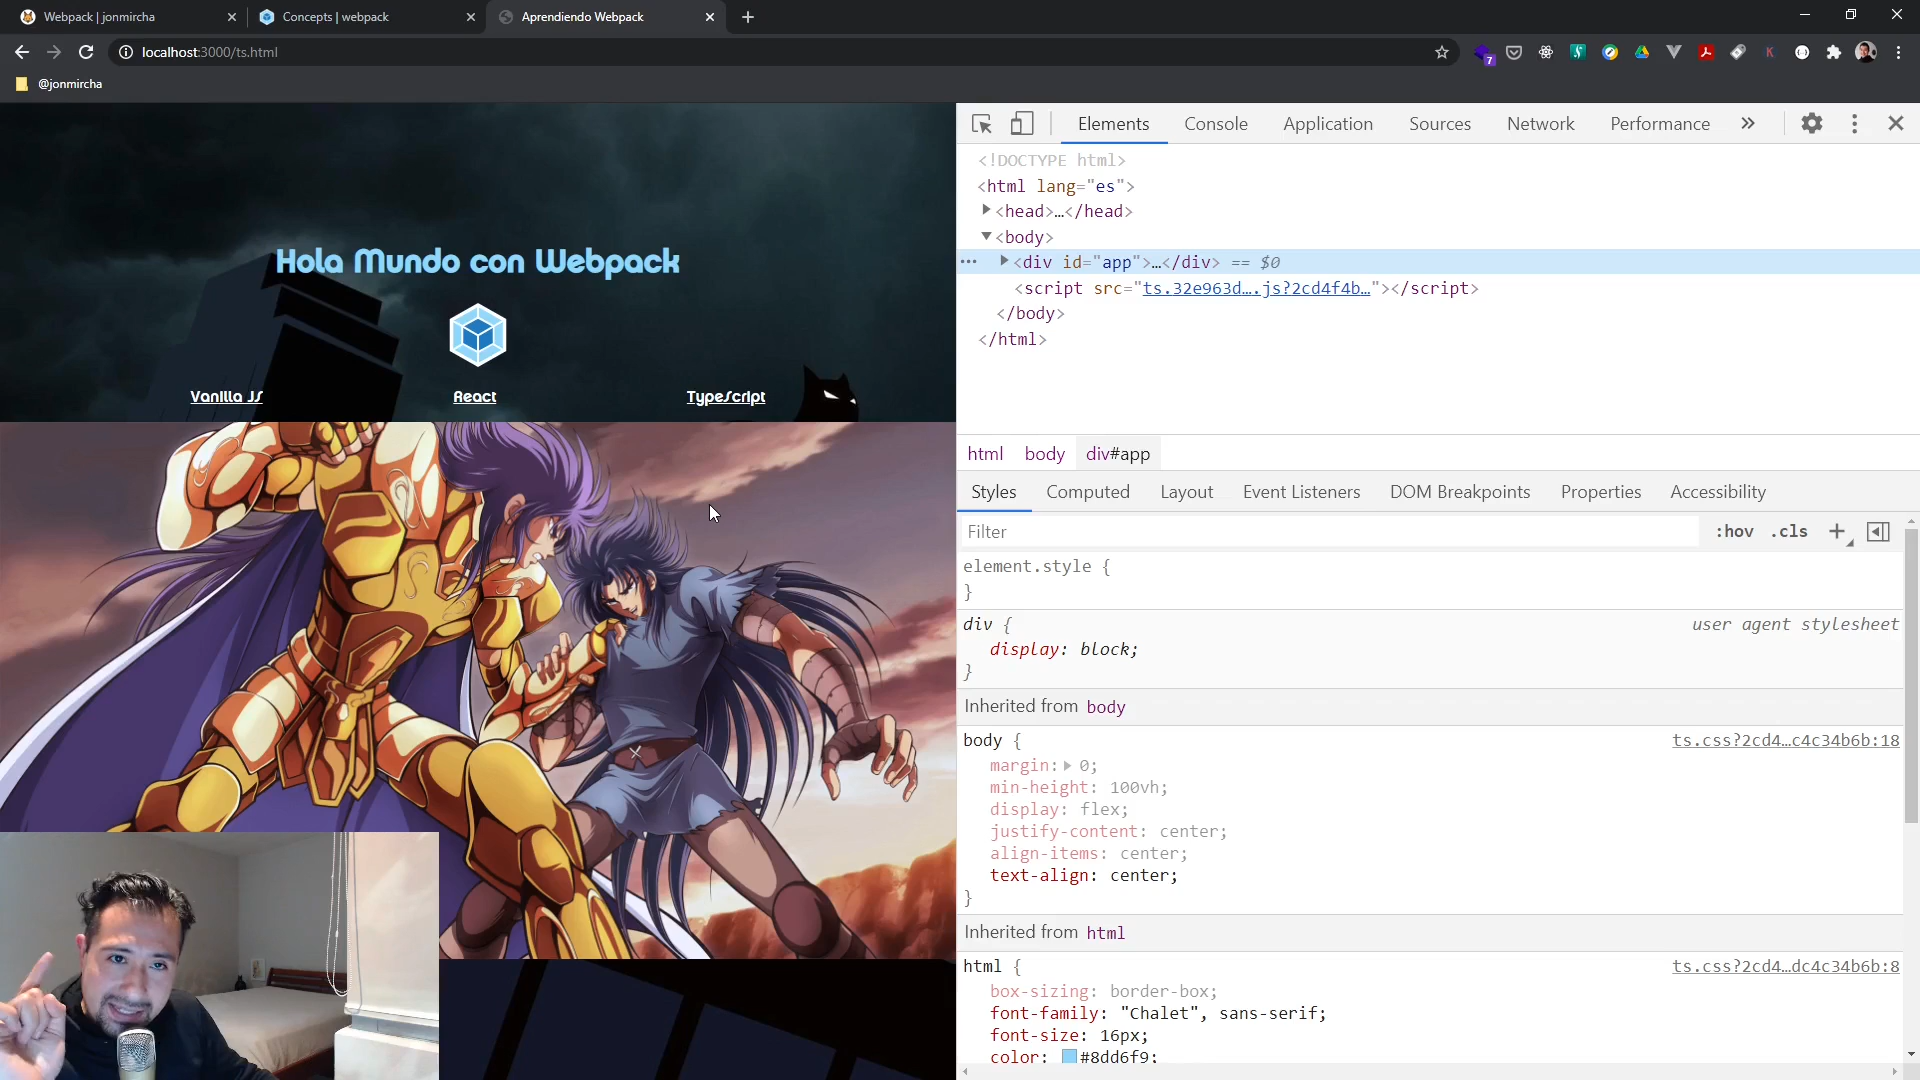 Webpack | jonmircha
Concepts | webpack
Aprendiendo Webpack
localhost:3000/ts.html
7
K
@jonmircha
Hola Mundo con Webpack
Vanilla JS
React
TypeScript
Elements
Console
Application
Sources
Network
Performance
<!DOCTYPE html>
<html lang="es">
<head>…</head>
<body>
<div id="app">…</div> == $0
<script src="ts.32e963d….js?2cd4f4b…"></script>
</body>
</html>
html
body
div#app
Styles
Computed
Layout
Event Listeners
DOM Breakpoints
Properties
Accessibility
Filter
:hov
.cls
element.style {
}
div {
user agent stylesheet
display: block;
}
Inherited from body
body {
ts.css?2cd4…c4c34b6b:18
margin: 0;
min-height: 100vh;
display: flex;
justify-content: center;
align-items: center;
text-align: center;
}
Inherited from html
html {
ts.css?2cd4…dc4c34b6b:8
box-sizing: border-box;
font-family: "Chalet", sans-serif;
font-size: 16px;
color: #8dd6f9;